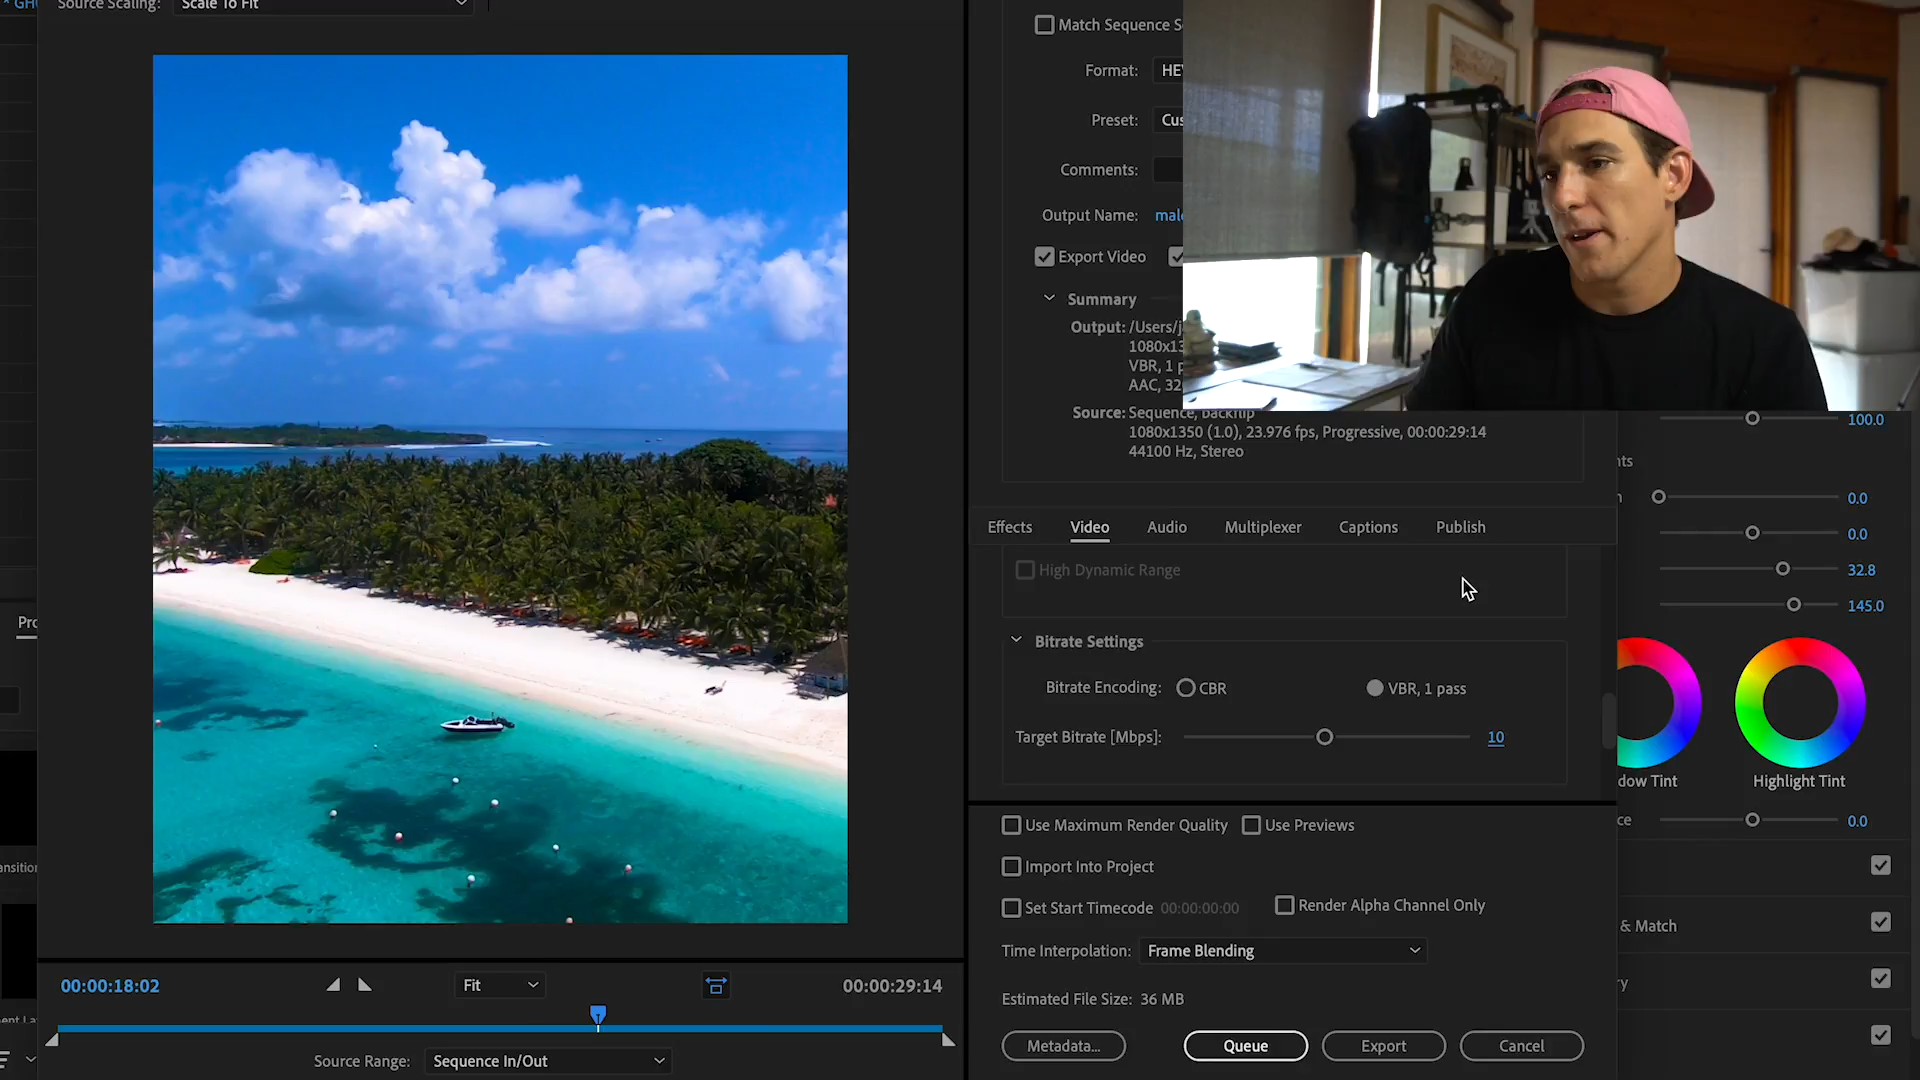 Source Scaling: Scale To Fit
Match Sequence S
Format: HE
Preset: Cus
Comments:
Output Name: male
Export Video
Summary
Output: /Users/j
1080x13
VBR, 1 p
AAC, 32
Source: Sequence, backflip
1080x1350 (1.0), 23.976 fps, Progressive, 00:00:29:14
44100 Hz, Stereo
Effects Video Audio Multiplexer Captions Publish
High Dynamic Range
Bitrate Settings
Bitrate Encoding: CBR VBR, 1 pass
Target Bitrate [Mbps]: 10
Use Maximum Render Quality Use Previews
Import Into Project
Set Start Timecode 00:00:00:00 Render Alpha Channel Only
Time Interpolation: Frame Blending
Estimated File Size: 36 MB
Metadata... Queue Export Cancel
00:00:18:02 Fit 00:00:29:14
Source Range: Sequence In/Out
100.0
nts
0.0
0.0
32.8
145.0
dow Tint Highlight Tint
ce 0.0
& Match
ry
Pro
ansition